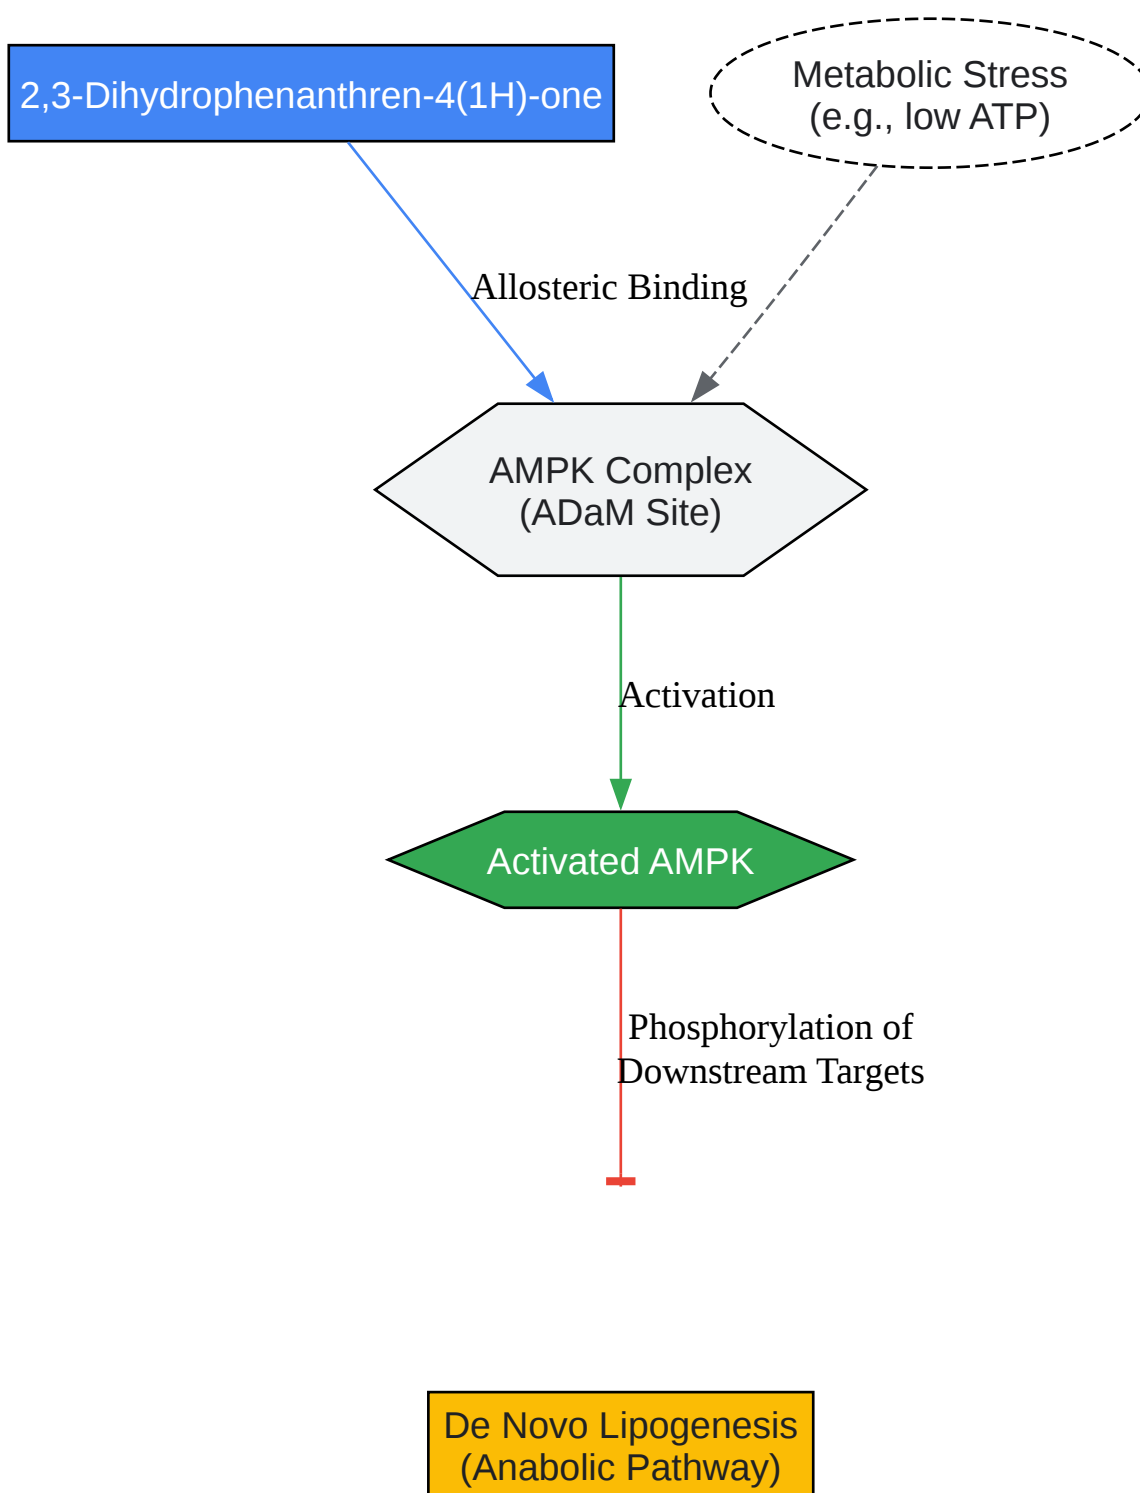 2,3-Dihydrophenanthren-4(1H)-one
Metabolic Stress
(e.g., low ATP)
Allosteric Binding
AMPK Complex
(ADaM Site)
Activation
Activated AMPK
Phosphorylation of
Downstream Targets
De Novo Lipogenesis
(Anabolic Pathway)